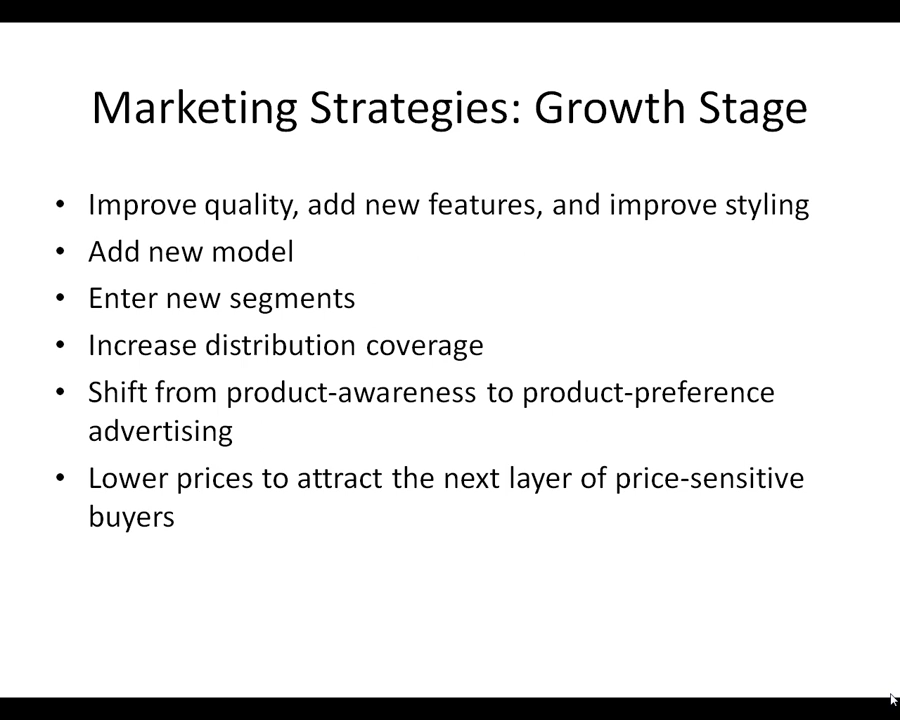 Marketing Strategies: Growth Stage
• Improve quality, add new features, and improve styling
• Add new model
• Enter new segments
• Increase distribution coverage
• Shift from product-awareness to product-preference
advertising
• Lower prices to attract the next layer of price-sensitive
buyers